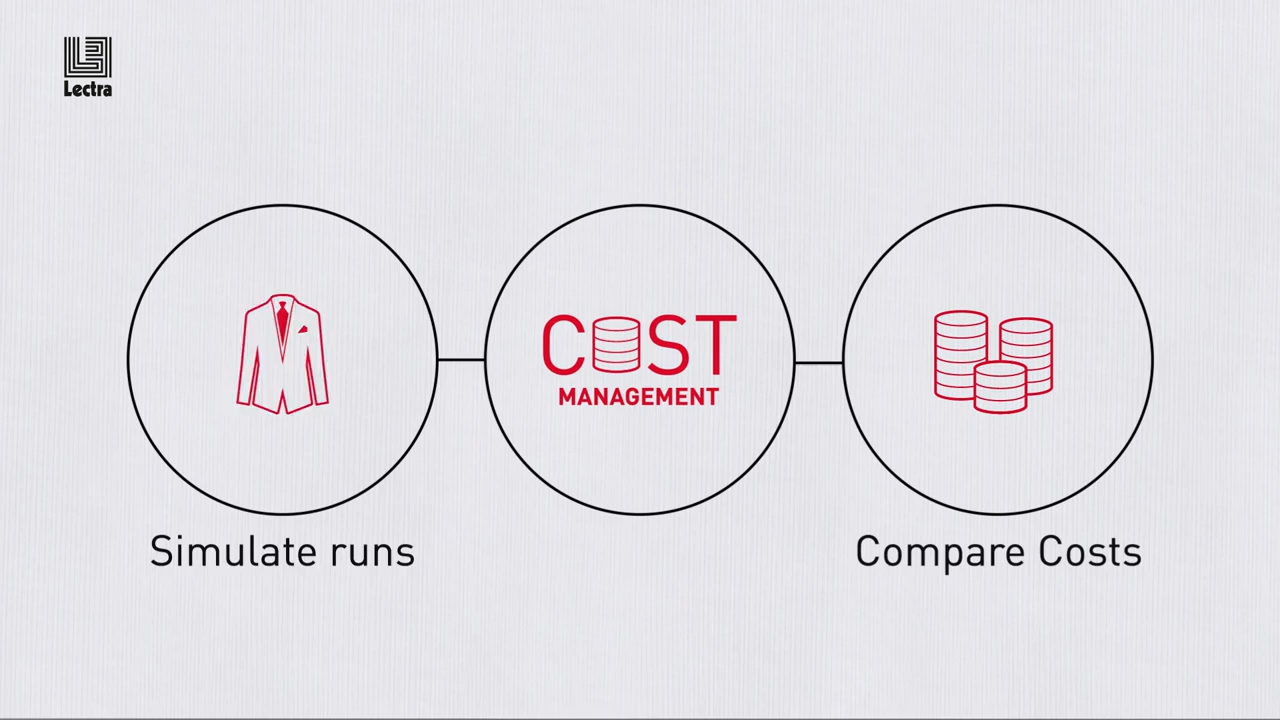 Lectra
COST
MANAGEMENT
Simulate runs
Compare Costs